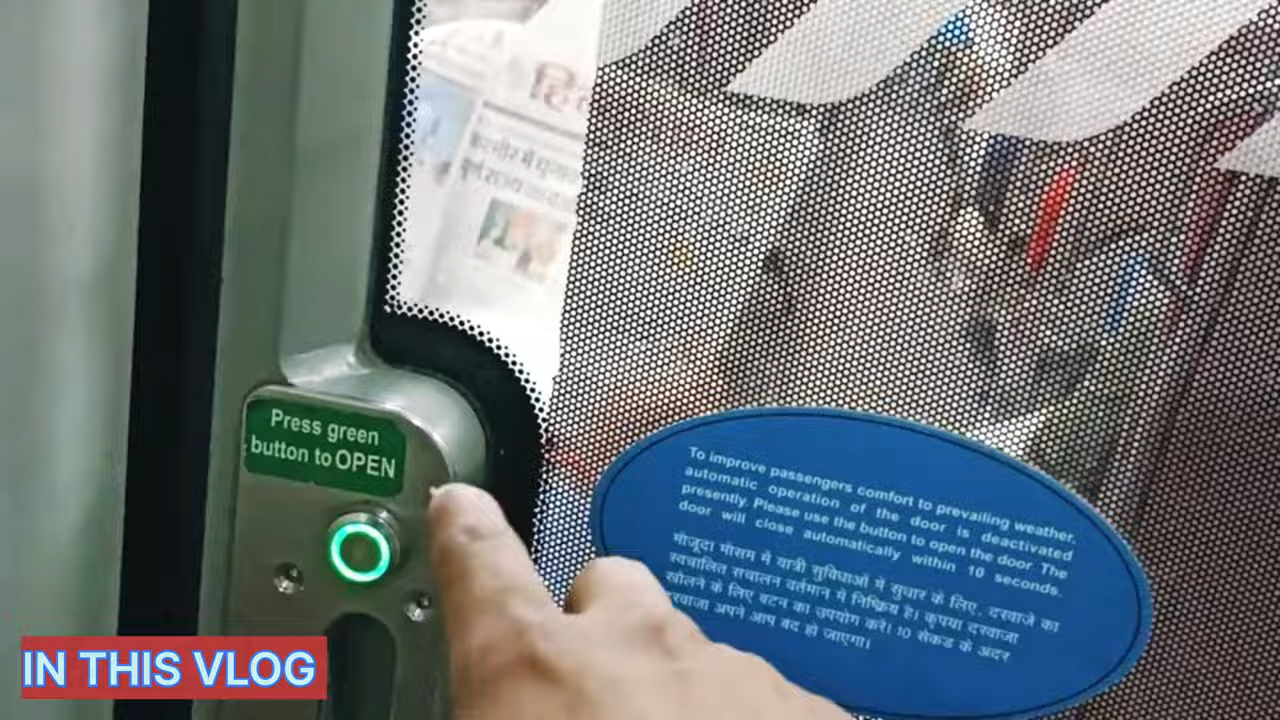 हि
कश्मीर में चुनाव
पूर्ण राज्य का द
Press green
button to OPEN
To improve passengers comfort to prevailing weather.
automatic operation of the door is deactivated
presently. Please use the button to open the door The
door will close automatically within 10 seconds.
मौजूदा मौसम में यात्री सुविधाओं में सुधार के लिए, दरवाजे का
स्वचालित सचालन वर्तमान में निष्क्रिय है। कृपया दरवाजा
खोलने के लिए बटन का उपयोग करें। 10 सेकंड के अंदर
दरवाजा अपने आप बंद हो जाएगा।
IN THIS VLOG